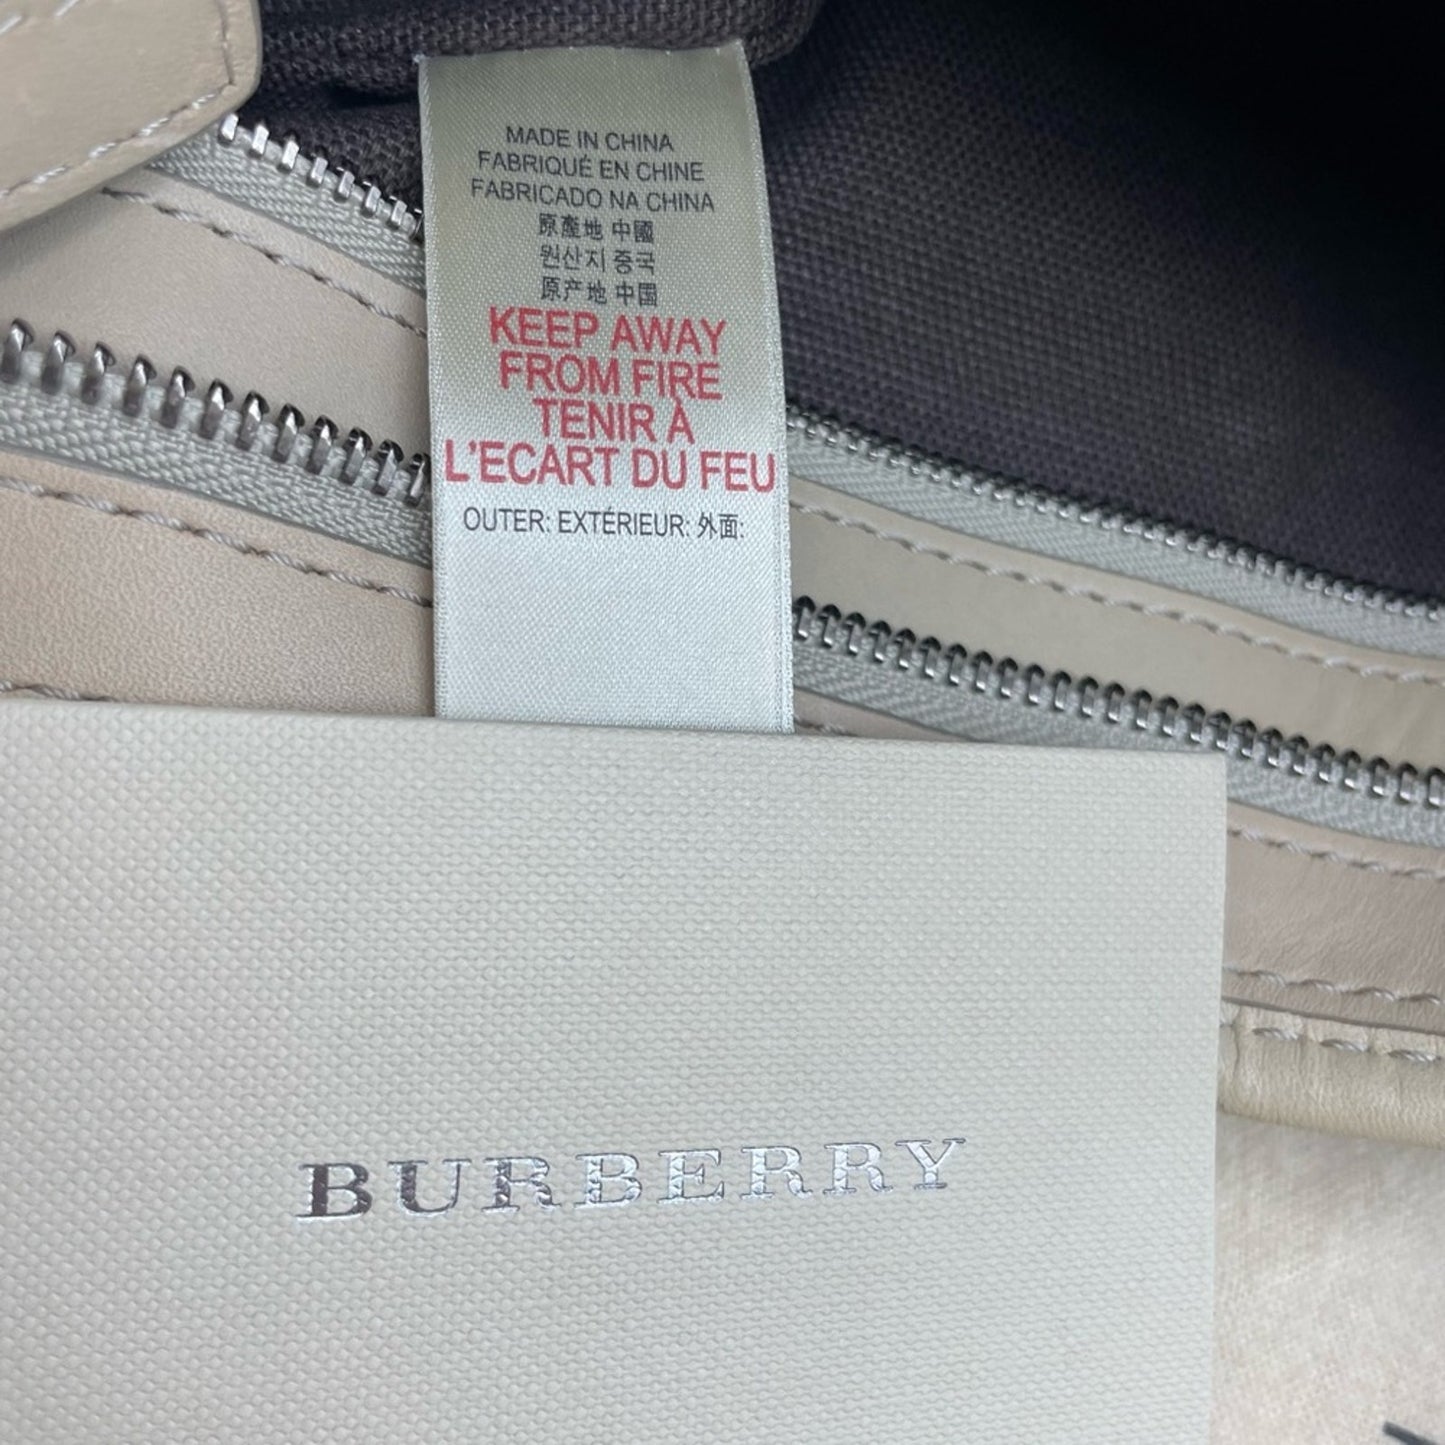 MADE IN CHINA
FABRIQUÉ EN CHINE
FABRICADO NA CHINA
原產地 中國
원산지 중국
原产地 中国
KEEP AWAY
FROM FIRE
TENIR À
L'ECART DU FEU
OUTER: EXTÉRIEUR: 外面:
BURBERRY